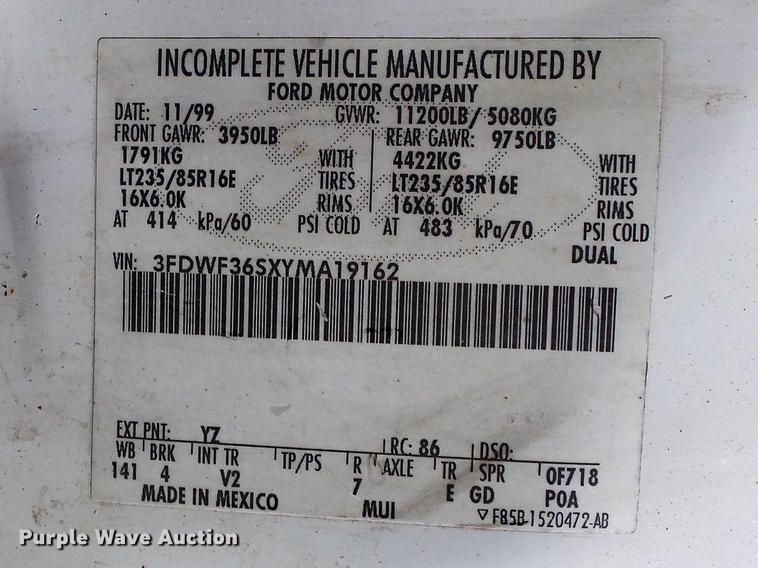 INCOMPLETE VEHICLE MANUFACTURED BY
FORD MOTOR COMPANY
DATE: 11/99 GVWR: 11200LB/ 5080KG
FRONT GAWR: 3950LB REAR GAWR: 9750LB
1791KG WITH 4422KG WITH
LT235/85R16E TIRES LT235/85R16E TIRES
16X6.0K RIMS 16X6.0K RIMS
AT 414 kPa/60 PSI COLD AT 483 kPa/70 PSI COLD
DUAL
VIN: 3FDWF36SXYMA19162
EXT PNT: YZ RC: 86 DSO:
WB BRK INT TR TP/PS R AXLE TR SPR 0F718
141 4 V2 7 E GD POA
MADE IN MEXICO MUI ▽ F85B-1520472-AB
Purple Wave Auction